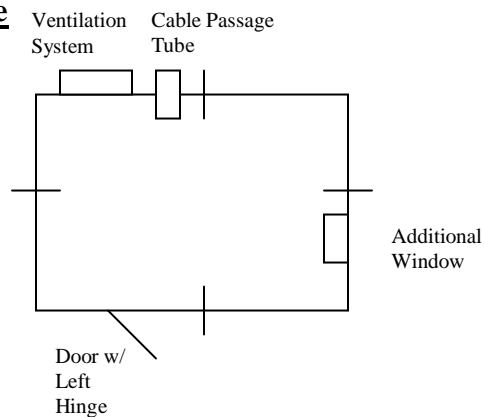 e
Ventilation
System
Cable Passage
Tube
Additional
Window
Door w/
Left
Hinge